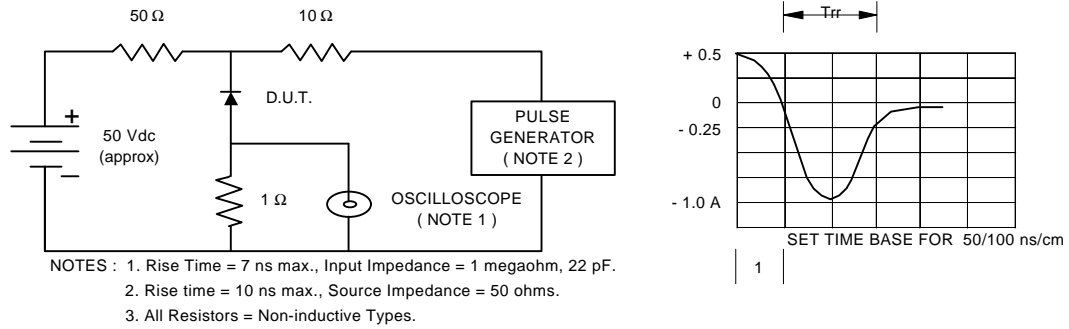 50 Ω
10 Ω
D.U.T.
+
50 Vdc
(approx)
−
1 Ω
OSCILLOSCOPE
( NOTE 1 )
PULSE
GENERATOR
( NOTE 2 )
NOTES : 1. Rise Time = 7 ns max., Input Impedance = 1 megaohm, 22 pF.
2. Rise time = 10 ns max., Source Impedance = 50 ohms.
3. All Resistors = Non-inductive Types.
Trr
+ 0.5
0
- 0.25
- 1.0 A
SET TIME BASE FOR 50/100 ns/cm
1